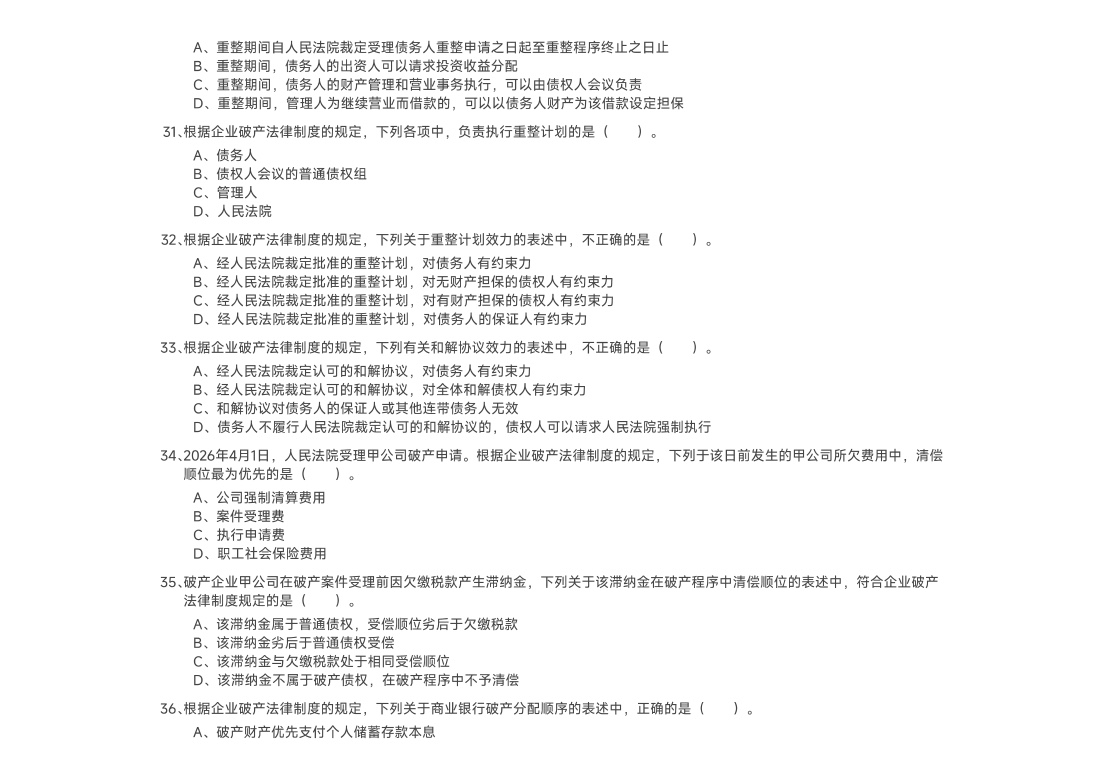 A、重整期间自人民法院裁定受理债务人重整申请之日起至重整程序终止之日止
B、重整期间，债务人的出资人可以请求投资收益分配
C、重整期间，债务人的财产管理和营业事务执行，可以由债权人会议负责
D、重整期间，管理人为继续营业而借款的，可以以债务人财产为该借款设定担保
31、根据企业破产法律制度的规定，下列各项中，负责执行重整计划的是（　　）。
A、债务人
B、债权人会议的普通债权组
C、管理人
D、人民法院
32、根据企业破产法律制度的规定，下列关于重整计划效力的表述中，不正确的是（　　）。
A、经人民法院裁定批准的重整计划，对债务人有约束力
B、经人民法院裁定批准的重整计划，对无财产担保的债权人有约束力
C、经人民法院裁定批准的重整计划，对有财产担保的债权人有约束力
D、经人民法院裁定批准的重整计划，对债务人的保证人有约束力
33、根据企业破产法律制度的规定，下列有关和解协议效力的表述中，不正确的是（　　）。
A、经人民法院裁定认可的和解协议，对债务人有约束力
B、经人民法院裁定认可的和解协议，对全体和解债权人有约束力
C、和解协议对债务人的保证人或其他连带债务人无效
D、债务人不履行人民法院裁定认可的和解协议的，债权人可以请求人民法院强制执行
34、2026年4月1日，人民法院受理甲公司破产申请。根据企业破产法律制度的规定，下列于该日前发生的甲公司所欠费用中，清偿
顺位最为优先的是（　　）。
A、公司强制清算费用
B、案件受理费
C、执行申请费
D、职工社会保险费用
35、破产企业甲公司在破产案件受理前因欠缴税款产生滞纳金，下列关于该滞纳金在破产程序中清偿顺位的表述中，符合企业破产
法律制度规定的是（　　）。
A、该滞纳金属于普通债权，受偿顺位劣后于欠缴税款
B、该滞纳金劣后于普通债权受偿
C、该滞纳金与欠缴税款处于相同受偿顺位
D、该滞纳金不属于破产债权，在破产程序中不予清偿
36、根据企业破产法律制度的规定，下列关于商业银行破产分配顺序的表述中，正确的是（　　）。
A、破产财产优先支付个人储蓄存款本息